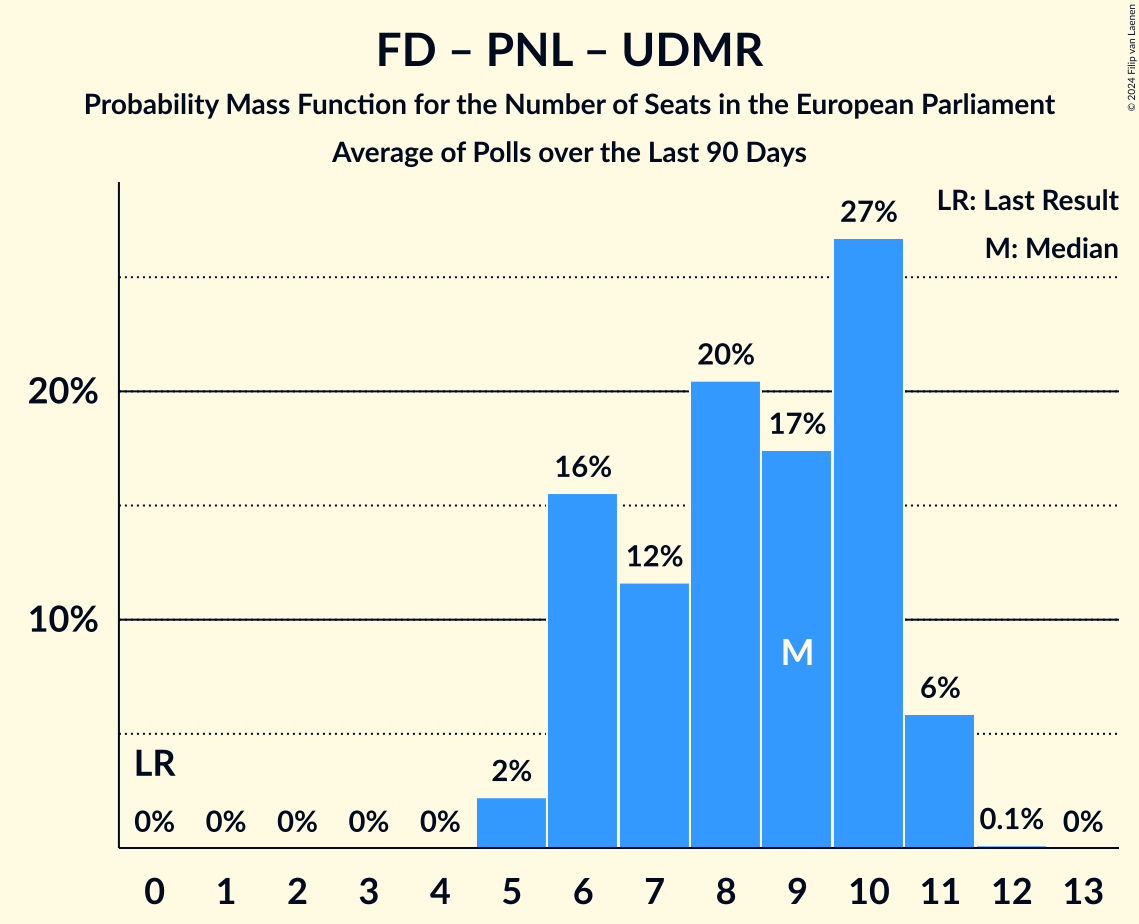 FD – PNL – UDMR
Probability Mass Function for the Number of Seats in the European Parliament
Average of Polls over the Last 90 Days
© 2024 Filip van Laenen
LR: Last Result
M: Median
27%
20%
17%
16%
12%
6%
2%
0.1%
0% 0% 0% 0% 0% 0%
20%
10%
LR
M
0 1 2 3 4 5 6 7 8 9 10 11 12 13